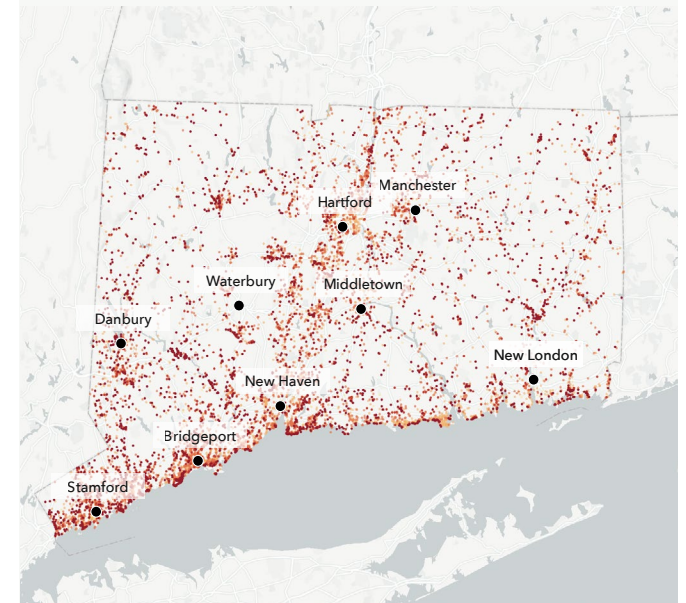 Manchester
Hartford
Waterbury
Middletown
Danbury
New London
New Haven
Bridgeport
Stamford